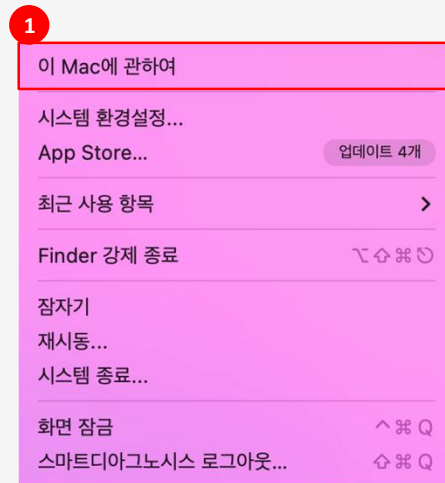 1
이 Mac에 관하여
시스템 환경설정...
App Store... 업데이트 4개
최근 사용 항목 >
Finder 강제 종료 ⌥⇧⌘⎋
잠자기
재시동...
시스템 종료...
화면 잠금 ^⌘Q
스마트디아그노시스 로그아웃... ⇧⌘Q